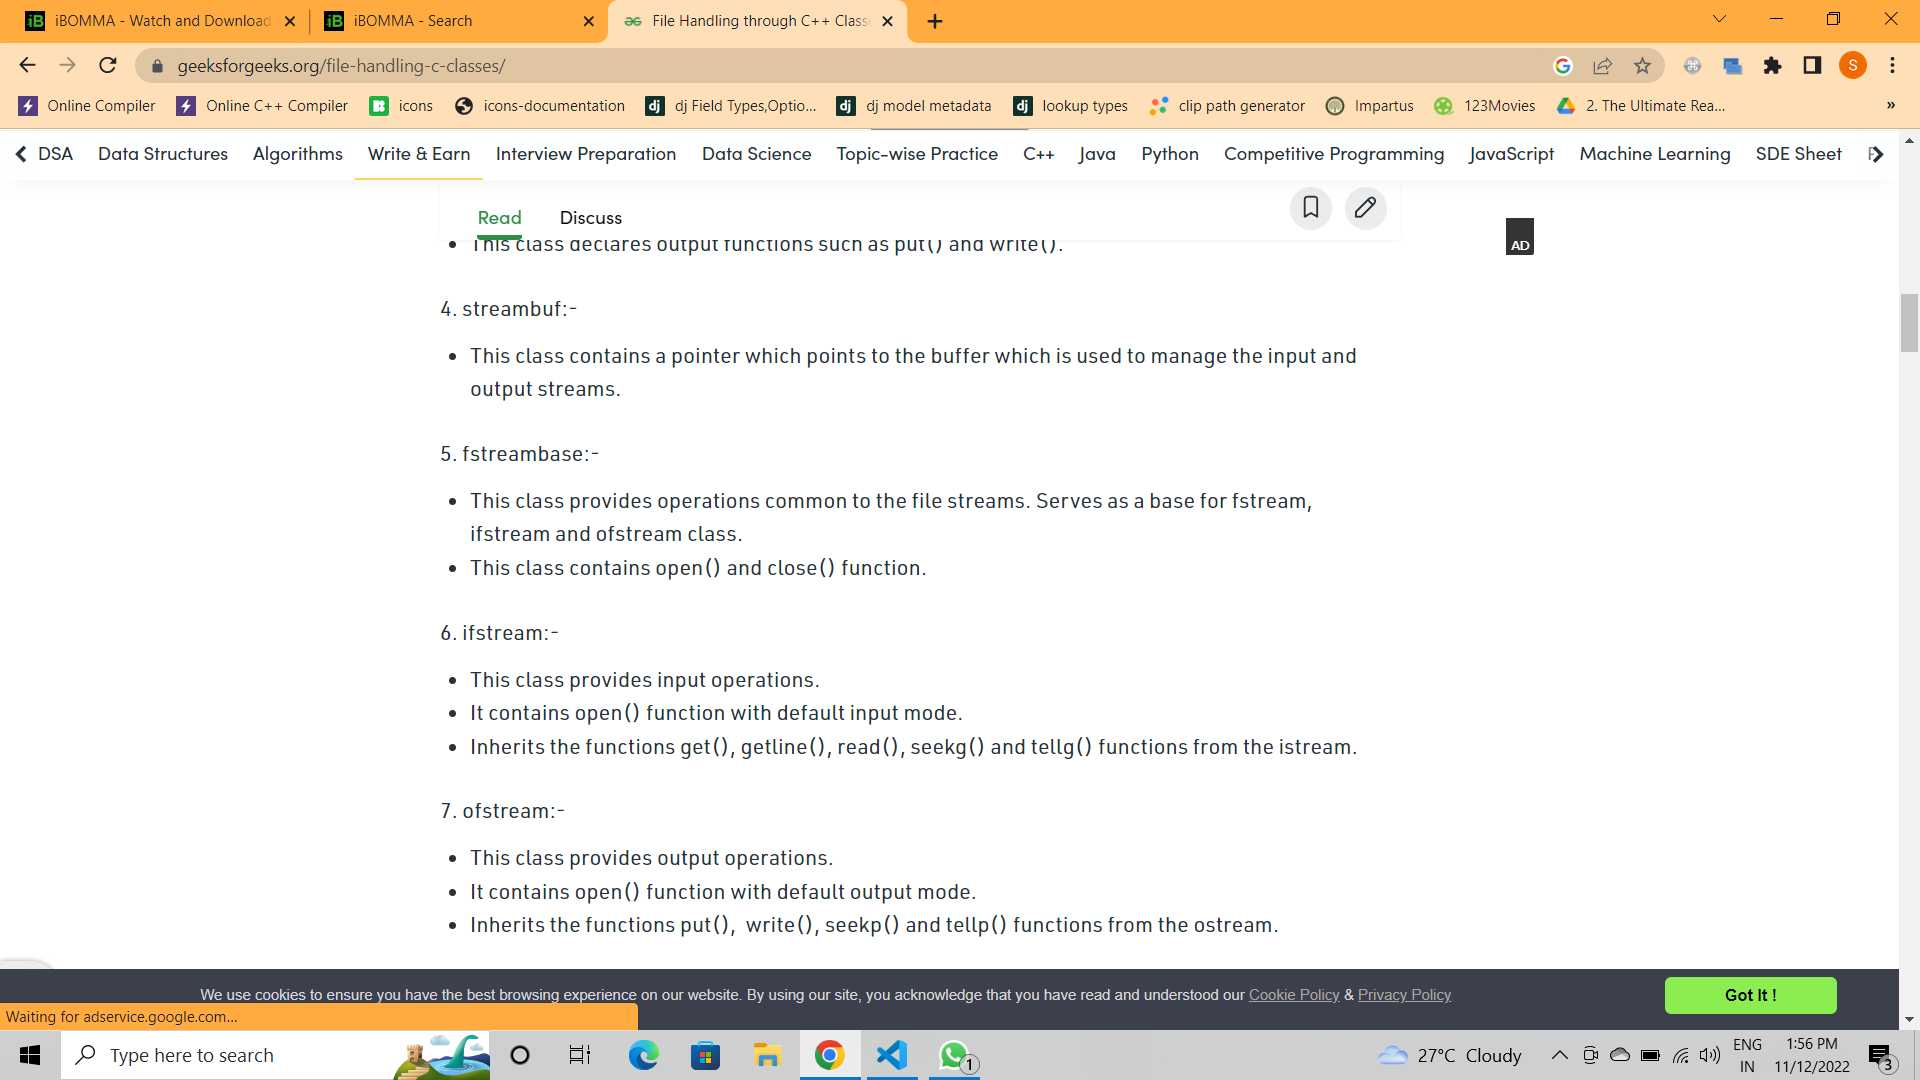 iBOMMA - Watch and Download
iBOMMA - Search
File Handling through C++ Classe
geeksforgeeks.org/file-handling-c-classes/
S
Online Compiler
Online C++ Compiler
icons
icons-documentation
dj Field Types,Optio...
dj model metadata
lookup types
clip path generator
Impartus
123Movies
2. The Ultimate Rea...
»
DSA
Data Structures
Algorithms
Write & Earn
Interview Preparation
Data Science
Topic-wise Practice
C++
Java
Python
Competitive Programming
JavaScript
Machine Learning
SDE Sheet
Read
Discuss
AD
This class declares output functions such as put() and write().
4. streambuf:-
• This class contains a pointer which points to the buffer which is used to manage the input and
output streams.
5. fstreambase:-
• This class provides operations common to the file streams. Serves as a base for fstream,
ifstream and ofstream class.
• This class contains open() and close() function.
6. ifstream:-
• This class provides input operations.
• It contains open() function with default input mode.
• Inherits the functions get(), getline(), read(), seekg() and tellg() functions from the istream.
7. ofstream:-
• This class provides output operations.
• It contains open() function with default output mode.
• Inherits the functions put(),  write(), seekp() and tellp() functions from the ostream.
We use cookies to ensure you have the best browsing experience on our website. By using our site, you acknowledge that you have read and understood our Cookie Policy & Privacy Policy
Got It !
Waiting for adservice.google.com...
Type here to search
1
27°C Cloudy
ENG
IN
1:56 PM
11/12/2022
3